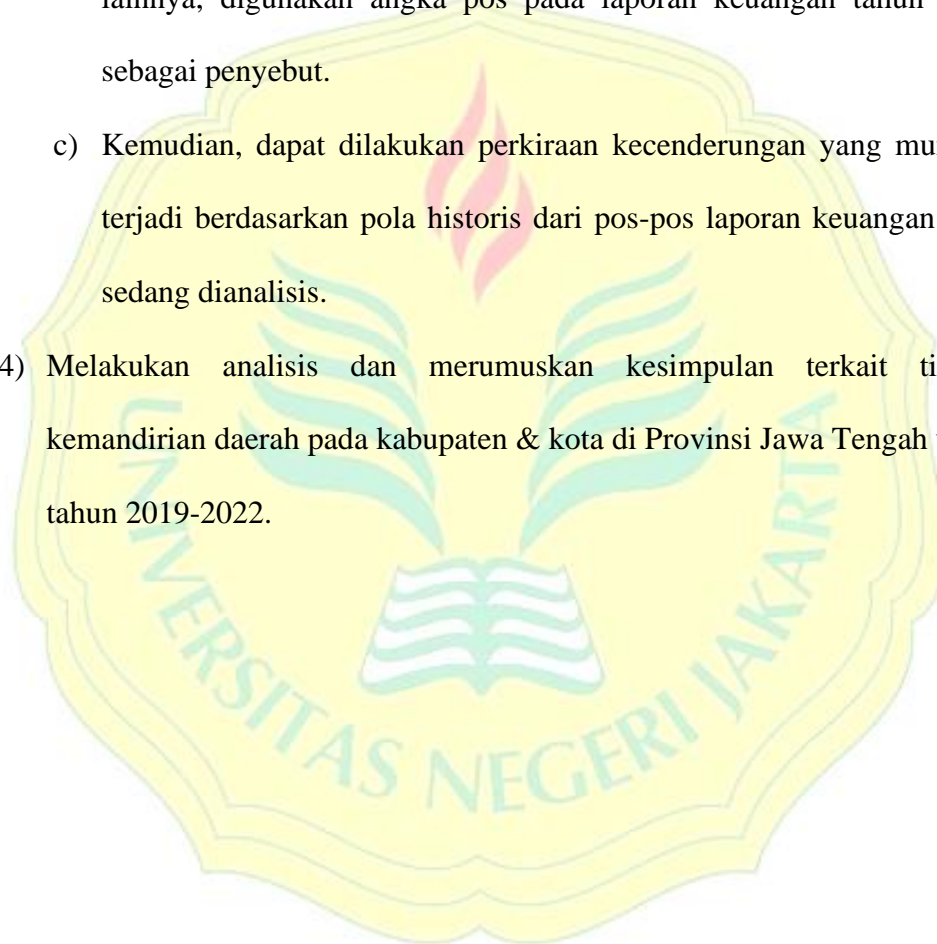 lainnya, digunakan angka pos pada laporan keuangan tahun
sebagai penyebut.
c) Kemudian, dapat dilakukan perkiraan kecenderungan yang
terjadi berdasarkan pola historis dari pos-pos laporan keuangan
sedang dianalisis.
4) Melakukan analisis dan merumuskan kesimpulan terkait
kemandirian daerah pada kabupaten & kota di Provinsi Jawa Tengah
tahun 2019-2022.
UNIVERSITAS NEGERI JAKARTA